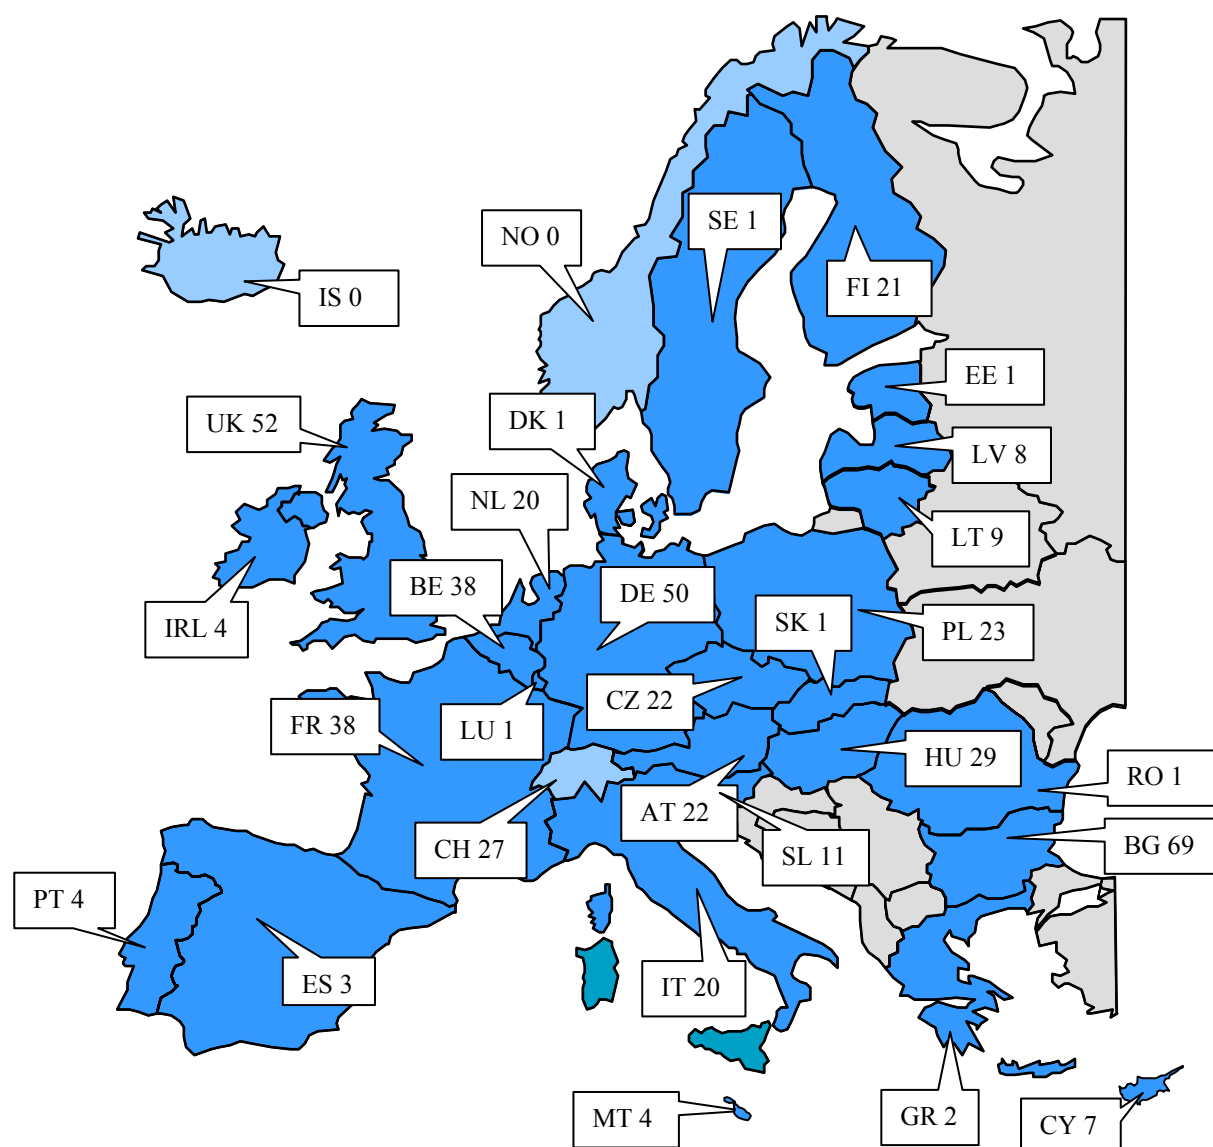 SE 1
NO 0
FI 21
IS 0
EE 1
UK 52
DK 1
LV 8
NL 20
LT 9
BE 38
DE 50
IRL 4
SK 1
PL 23
CZ 22
FR 38
LU 1
HU 29
RO 1
AT 22
BG 69
CH 27
SL 11
PT 4
ES 3
IT 20
MT 4
GR 2
CY 7